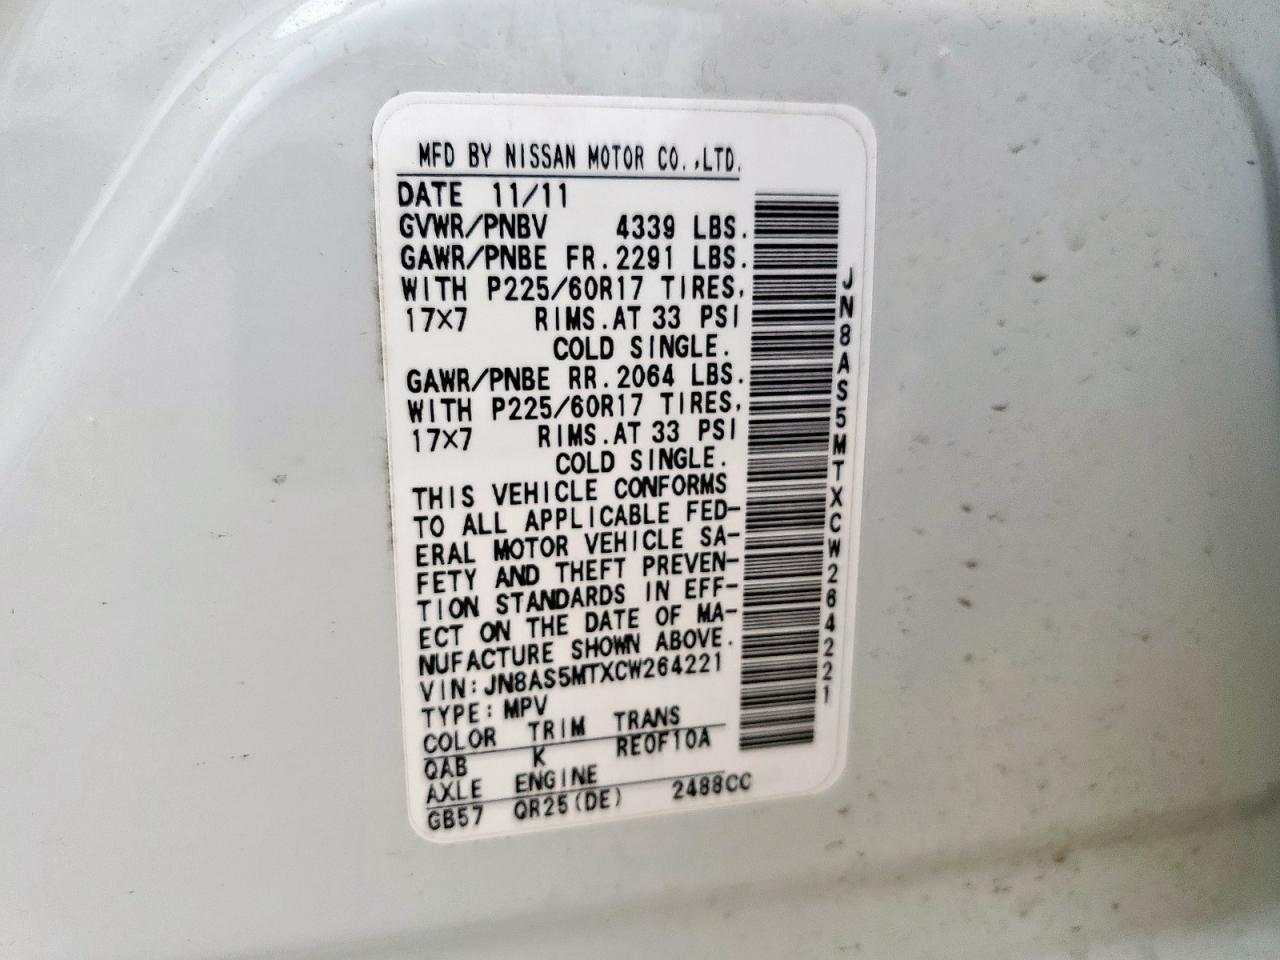 MFD BY NISSAN MOTOR CO.,LTD.
DATE 11/11
GVWR/PNBV 4339 LBS.
GAWR/PNBE FR.2291 LBS.
WITH P225/60R17 TIRES,
17X7 RIMS.AT 33 PSI
COLD SINGLE.
GAWR/PNBE RR.2064 LBS.
WITH P225/60R17 TIRES,
17X7 RIMS.AT 33 PSI
COLD SINGLE.
THIS VEHICLE CONFORMS
TO ALL APPLICABLE FED-
ERAL MOTOR VEHICLE SA-
FETY AND THEFT PREVEN-
TION STANDARDS IN EFF-
ECT ON THE DATE OF MA-
NUFACTURE SHOWN ABOVE.
VIN:JN8AS5MTXCW264221
TYPE:MPV
COLOR TRIM TRANS
QAB K RE0F10A
AXLE ENGINE
GB57 QR25(DE) 2488CC
JN8AS5MTXCW264221